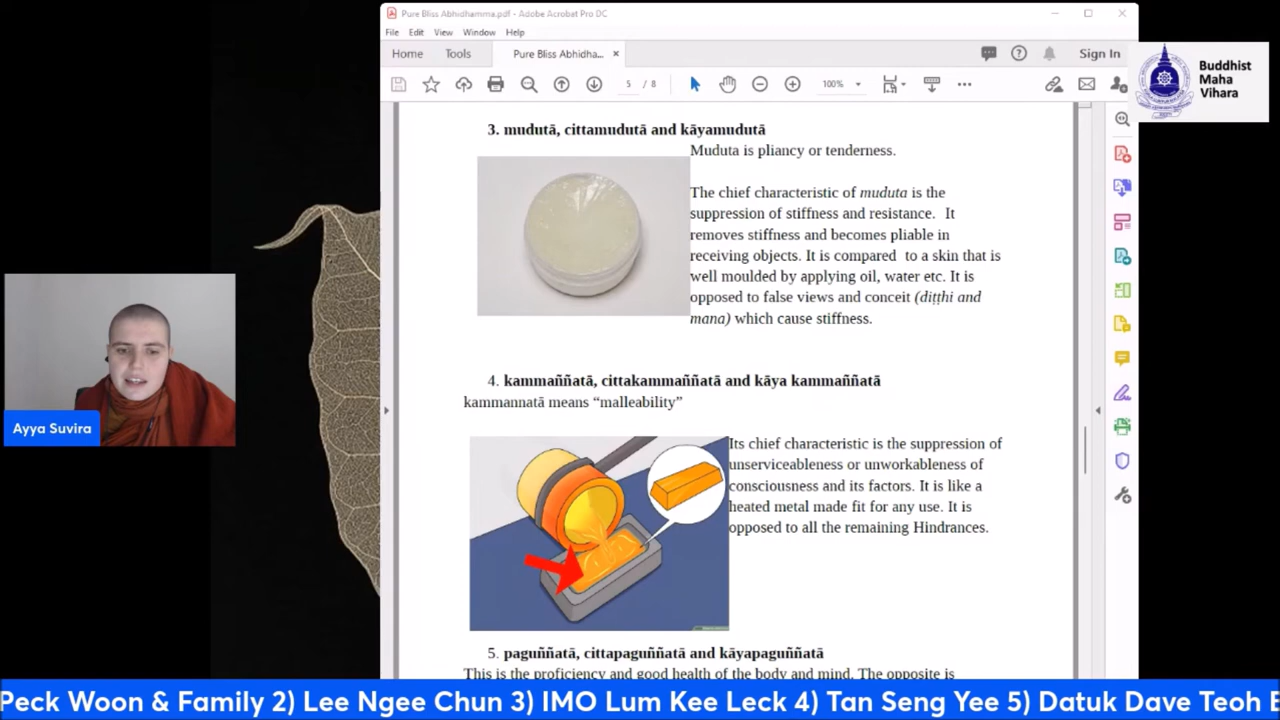 Pure Bliss Abhidhamma.pdf - Adobe Acrobat Pro DC
File Edit View Window Help
Home Tools Pure Bliss Abhidha... × Sign In
5 / 8 100%
Buddhist
Maha
Vihara
3. mudutā, cittamudutā and kāyamudutā
Muduta is pliancy or tenderness.
The chief characteristic of muduta is the
suppression of stiffness and resistance. It
removes stiffness and becomes pliable in
receiving objects. It is compared to a skin that is
well moulded by applying oil, water etc. It is
opposed to false views and conceit (diṭṭhi and
mana) which cause stiffness.
4. kammaññatā, cittakammaññatā and kāya kammaññatā
kammannatā means “malleability”
Its chief characteristic is the suppression of
unserviceableness or unworkableness of
consciousness and its factors. It is like a
heated metal made fit for any use. It is
opposed to all the remaining Hindrances.
5. paguññatā, cittapaguññatā and kāyapaguññatā
This is the proficiency and good health of the body and mind. The opposite is
Ayya Suvira
Peck Woon & Family 2) Lee Ngee Chun 3) IMO Lum Kee Leck 4) Tan Seng Yee 5) Datuk Dave Teoh